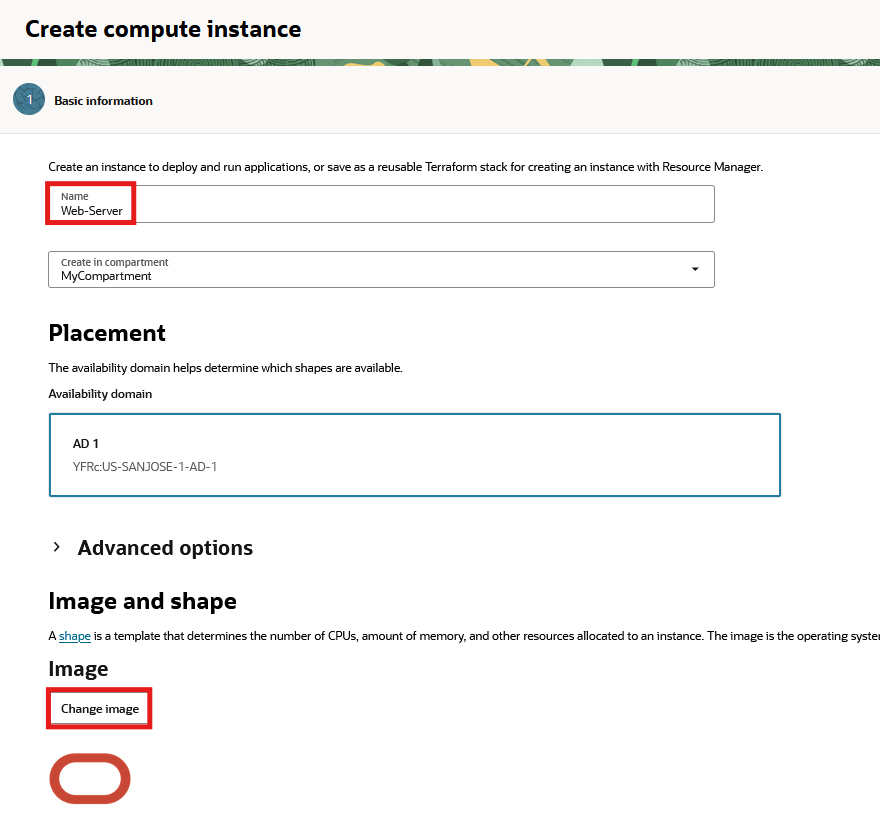 Create compute instance
1 Basic information
Create an instance to deploy and run applications, or save as a reusable Terraform stack for creating an instance with Resource Manager.
Name
Web-Server
Create in compartment
MyCompartment
Placement
The availability domain helps determine which shapes are available.
Availability domain
AD 1
YFRc:US-SANJOSE-1-AD-1
Advanced options
Image and shape
A shape is a template that determines the number of CPUs, amount of memory, and other resources allocated to an instance. The image is the operating
Image
Change image